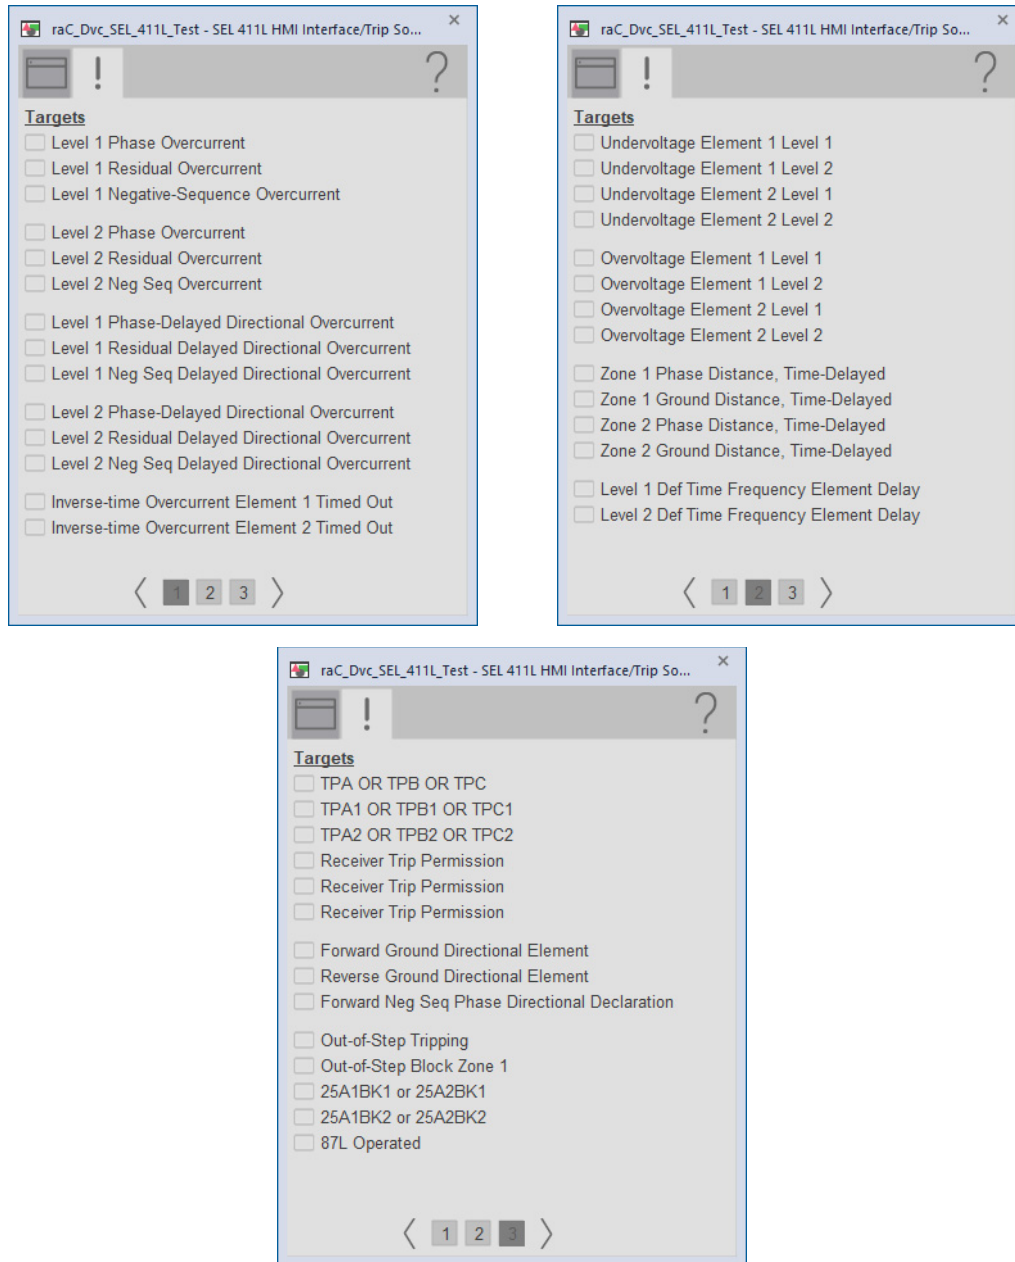 raC_Dvc_SEL_411L_Test - SEL 411L HMI Interface/Trip So...
Targets
Level 1 Phase Overcurrent
Level 1 Residual Overcurrent
Level 1 Negative-Sequence Overcurrent
Level 2 Phase Overcurrent
Level 2 Residual Overcurrent
Level 2 Neg Seq Overcurrent
Level 1 Phase-Delayed Directional Overcurrent
Level 1 Residual Delayed Directional Overcurrent
Level 1 Neg Seq Delayed Directional Overcurrent
Level 2 Phase-Delayed Directional Overcurrent
Level 2 Residual Delayed Directional Overcurrent
Level 2 Neg Seq Delayed Directional Overcurrent
Inverse-time Overcurrent Element 1 Timed Out
Inverse-time Overcurrent Element 2 Timed Out
1 2 3
raC_Dvc_SEL_411L_Test - SEL 411L HMI Interface/Trip So...
Targets
Undervoltage Element 1 Level 1
Undervoltage Element 1 Level 2
Undervoltage Element 2 Level 1
Undervoltage Element 2 Level 2
Overvoltage Element 1 Level 1
Overvoltage Element 1 Level 2
Overvoltage Element 2 Level 1
Overvoltage Element 2 Level 2
Zone 1 Phase Distance, Time-Delayed
Zone 1 Ground Distance, Time-Delayed
Zone 2 Phase Distance, Time-Delayed
Zone 2 Ground Distance, Time-Delayed
Level 1 Def Time Frequency Element Delay
Level 2 Def Time Frequency Element Delay
1 2 3
raC_Dvc_SEL_411L_Test - SEL 411L HMI Interface/Trip So...
Targets
TPA OR TPB OR TPC
TPA1 OR TPB1 OR TPC1
TPA2 OR TPB2 OR TPC2
Receiver Trip Permission
Receiver Trip Permission
Receiver Trip Permission
Forward Ground Directional Element
Reverse Ground Directional Element
Forward Neg Seq Phase Directional Declaration
Out-of-Step Tripping
Out-of-Step Block Zone 1
25A1BK1 or 25A2BK1
25A1BK2 or 25A2BK2
87L Operated
1 2 3